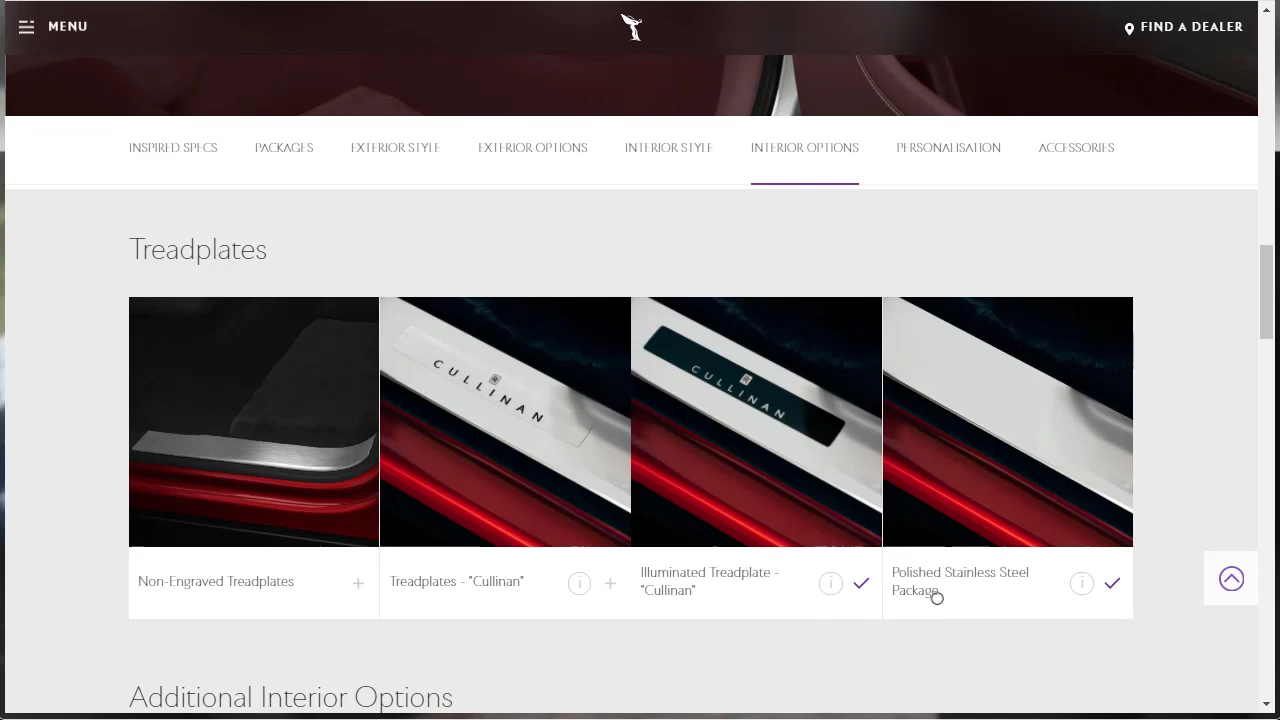 MENU
FIND A DEALER
INSPIRED SPECS
PACKAGES
EXTERIOR STYLE
EXTERIOR OPTIONS
INTERIOR STYLE
INTERIOR OPTIONS
PERSONALISATION
ACCESSORIES
Treadplates
CULLINAN
CULLINAN
Non-Engraved Treadplates
Treadplates - "Cullinan"
Illuminated Treadplate -
"Cullinan"
Polished Stainless Steel
Package
Additional Interior Options